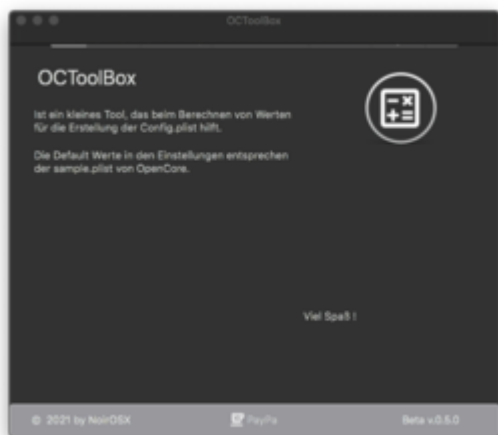 OCToolBox
OCToolBox
Ist ein kleines Tool, das beim Berechnen von Werten
für die Erstellung der Config.plist hilft.
Die Default Werte in den Einstellungen entsprechen
der sample.plist von OpenCore.
Viel Spaß !
© 2021 by NoirOSX
PayPa
Beta v.0.5.0